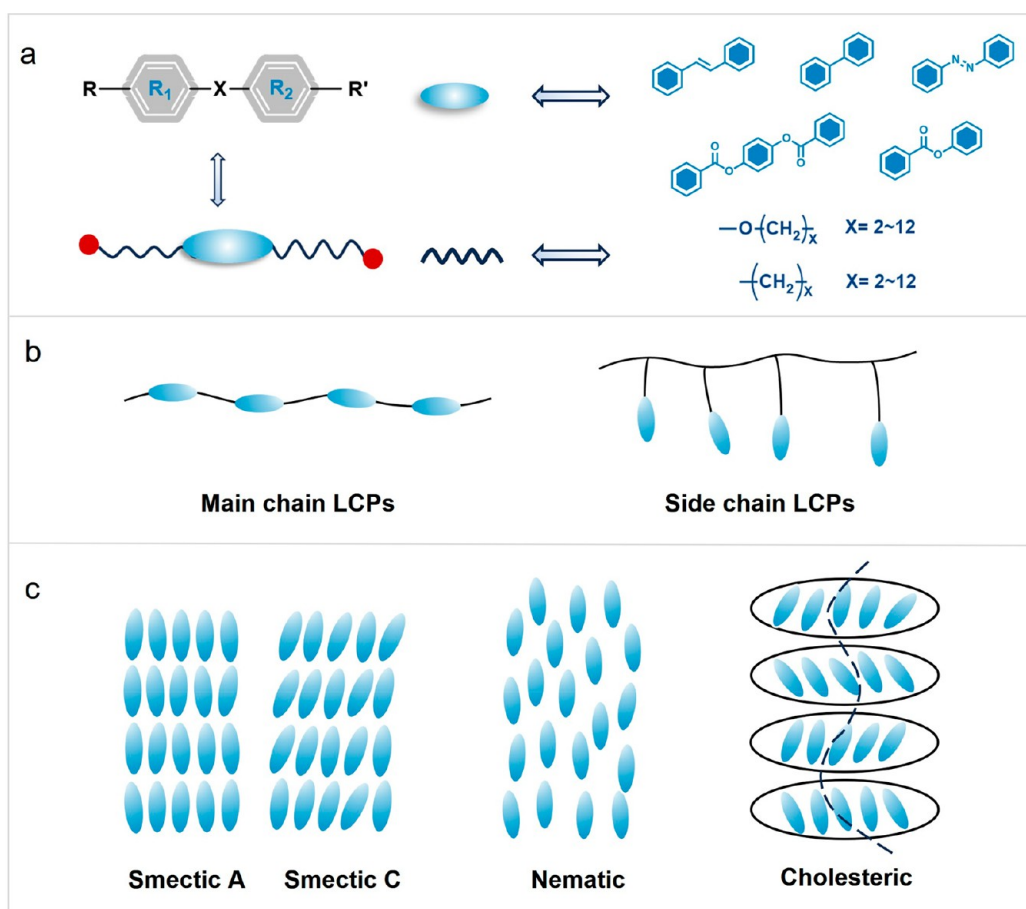 a
R
R₁
X
R₂
R'
N
N
O
O
O
O
O
O
—O-(CH₂)ₓ X= 2~12
-(CH₂)ₓ X= 2~12
b
Main chain LCPs
Side chain LCPs
c
Smectic A
Smectic C
Nematic
Cholesteric